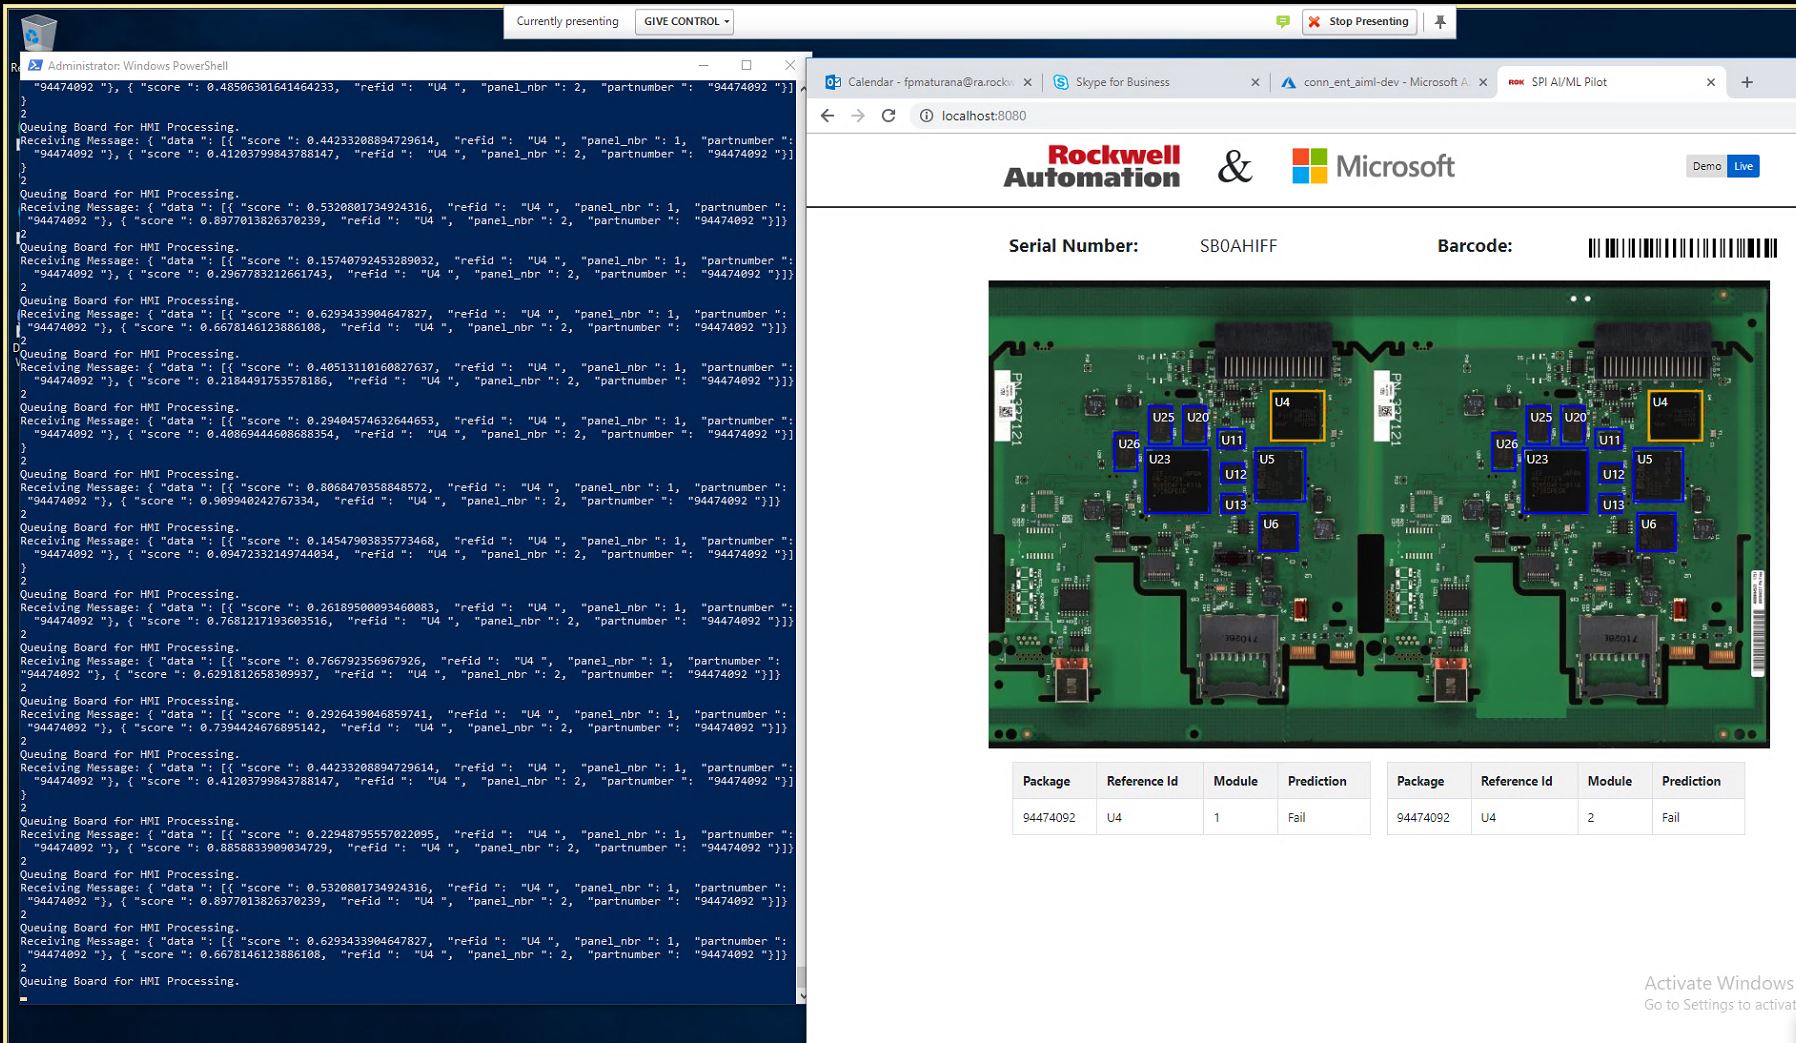 Currently presenting
GIVE CONTROL
Stop Presenting
Administrator: Windows PowerShell
"94474092 "}, { "score ": 0.48506301641464233, "refid ": "U4 ", "panel_nbr ": 2, "partnumber ": "94474092 "}]
}
2
Queuing Board for HMI Processing.
Receiving Message: { "data ": [{ "score ": 0.44233208894729614, "refid ": "U4 ", "panel_nbr ": 1, "partnumber ":
"94474092 "}, { "score ": 0.41203799843788147, "refid ": "U4 ", "panel_nbr ": 2, "partnumber ": "94474092 "}]
}
2
Queuing Board for HMI Processing.
Receiving Message: { "data ": [{ "score ": 0.5320801734924316, "refid ": "U4 ", "panel_nbr ": 1, "partnumber ":
"94474092 "}, { "score ": 0.8977013826370239, "refid ": "U4 ", "panel_nbr ": 2, "partnumber ": "94474092 "}]}
2
Queuing Board for HMI Processing.
Receiving Message: { "data ": [{ "score ": 0.15740792453289032, "refid ": "U4 ", "panel_nbr ": 1, "partnumber ":
"94474092 "}, { "score ": 0.2967783212661743, "refid ": "U4 ", "panel_nbr ": 2, "partnumber ": "94474092 "}]}
2
Queuing Board for HMI Processing.
Receiving Message: { "data ": [{ "score ": 0.6293433904647827, "refid ": "U4 ", "panel_nbr ": 1, "partnumber ":
"94474092 "}, { "score ": 0.6678146123886108, "refid ": "U4 ", "panel_nbr ": 2, "partnumber ": "94474092 "}]}
2
Queuing Board for HMI Processing.
Receiving Message: { "data ": [{ "score ": 0.40513110160827637, "refid ": "U4 ", "panel_nbr ": 1, "partnumber ":
"94474092 "}, { "score ": 0.2184491753578186, "refid ": "U4 ", "panel_nbr ": 2, "partnumber ": "94474092 "}]}
2
Queuing Board for HMI Processing.
Receiving Message: { "data ": [{ "score ": 0.29404574632644653, "refid ": "U4 ", "panel_nbr ": 1, "partnumber ":
"94474092 "}, { "score ": 0.40869444608688354, "refid ": "U4 ", "panel_nbr ": 2, "partnumber ": "94474092 "}]
}
2
Queuing Board for HMI Processing.
Receiving Message: { "data ": [{ "score ": 0.8068470358848572, "refid ": "U4 ", "panel_nbr ": 1, "partnumber ":
"94474092 "}, { "score ": 0.909940242767334, "refid ": "U4 ", "panel_nbr ": 2, "partnumber ": "94474092 "}]}
2
Queuing Board for HMI Processing.
Receiving Message: { "data ": [{ "score ": 0.14547903835773468, "refid ": "U4 ", "panel_nbr ": 1, "partnumber ":
"94474092 "}, { "score ": 0.09472332149744034, "refid ": "U4 ", "panel_nbr ": 2, "partnumber ": "94474092 "}]
}
2
Queuing Board for HMI Processing.
Receiving Message: { "data ": [{ "score ": 0.26189500093460083, "refid ": "U4 ", "panel_nbr ": 1, "partnumber ":
"94474092 "}, { "score ": 0.7681217193603516, "refid ": "U4 ", "panel_nbr ": 2, "partnumber ": "94474092 "}]}
2
Queuing Board for HMI Processing.
Receiving Message: { "data ": [{ "score ": 0.766792356967926, "refid ": "U4 ", "panel_nbr ": 1, "partnumber ":
"94474092 "}, { "score ": 0.6291812658309937, "refid ": "U4 ", "panel_nbr ": 2, "partnumber ": "94474092 "}]}
2
Queuing Board for HMI Processing.
Receiving Message: { "data ": [{ "score ": 0.2926439046859741, "refid ": "U4 ", "panel_nbr ": 1, "partnumber ":
"94474092 "}, { "score ": 0.7394424676895142, "refid ": "U4 ", "panel_nbr ": 2, "partnumber ": "94474092 "}]}
2
Queuing Board for HMI Processing.
Receiving Message: { "data ": [{ "score ": 0.44233208894729614, "refid ": "U4 ", "panel_nbr ": 1, "partnumber ":
"94474092 "}, { "score ": 0.41203799843788147, "refid ": "U4 ", "panel_nbr ": 2, "partnumber ": "94474092 "}]
}
2
Queuing Board for HMI Processing.
Receiving Message: { "data ": [{ "score ": 0.22948795557022095, "refid ": "U4 ", "panel_nbr ": 1, "partnumber ":
"94474092 "}, { "score ": 0.8858833909034729, "refid ": "U4 ", "panel_nbr ": 2, "partnumber ": "94474092 "}]}
2
Queuing Board for HMI Processing.
Receiving Message: { "data ": [{ "score ": 0.5320801734924316, "refid ": "U4 ", "panel_nbr ": 1, "partnumber ":
"94474092 "}, { "score ": 0.8977013826370239, "refid ": "U4 ", "panel_nbr ": 2, "partnumber ": "94474092 "}]}
2
Queuing Board for HMI Processing.
Receiving Message: { "data ": [{ "score ": 0.6293433904647827, "refid ": "U4 ", "panel_nbr ": 1, "partnumber ":
"94474092 "}, { "score ": 0.6678146123886108, "refid ": "U4 ", "panel_nbr ": 2, "partnumber ": "94474092 "}]}
2
Queuing Board for HMI Processing.
Calendar - fpmaturana@ra.rockw
Skype for Business
conn_ent_aiml-dev - Microsoft A
ROK SPI AI/ML Pilot
localhost:8080
Rockwell Automation & Microsoft
Demo Live
Serial Number: SB0AHIFF Barcode:
PN-327121
U4
U25 U20
U26 U11
U23 U5
U12
U13
U6
71028E
PN-327121
U4
U25 U20
U26 U11
U23 U5
U12
U13
U6
71028E
Package Reference Id Module Prediction
94474092 U4 1 Fail
Package Reference Id Module Prediction
94474092 U4 2 Fail
Activate Windows
Go to Settings to activat